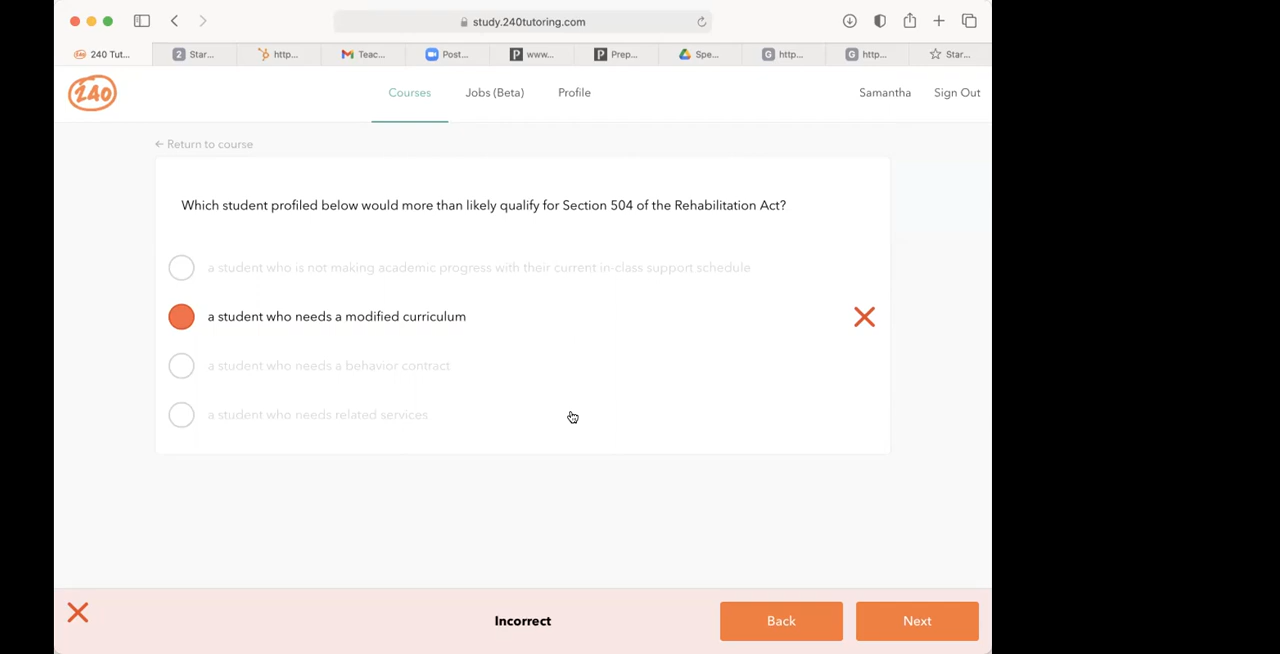 study.240tutoring.com
240 Tut...
2 Star...
http...
Teac...
Post...
P www...
P Prep...
Spe...
G http...
G http...
Star...
240
Courses
Jobs (Beta)
Profile
Samantha
Sign Out
← Return to course
Which student profiled below would more than likely qualify for Section 504 of the Rehabilitation Act?
a student who is not making academic progress with their current in-class support schedule
a student who needs a modified curriculum
a student who needs a behavior contract
a student who needs related services
Incorrect
Back
Next